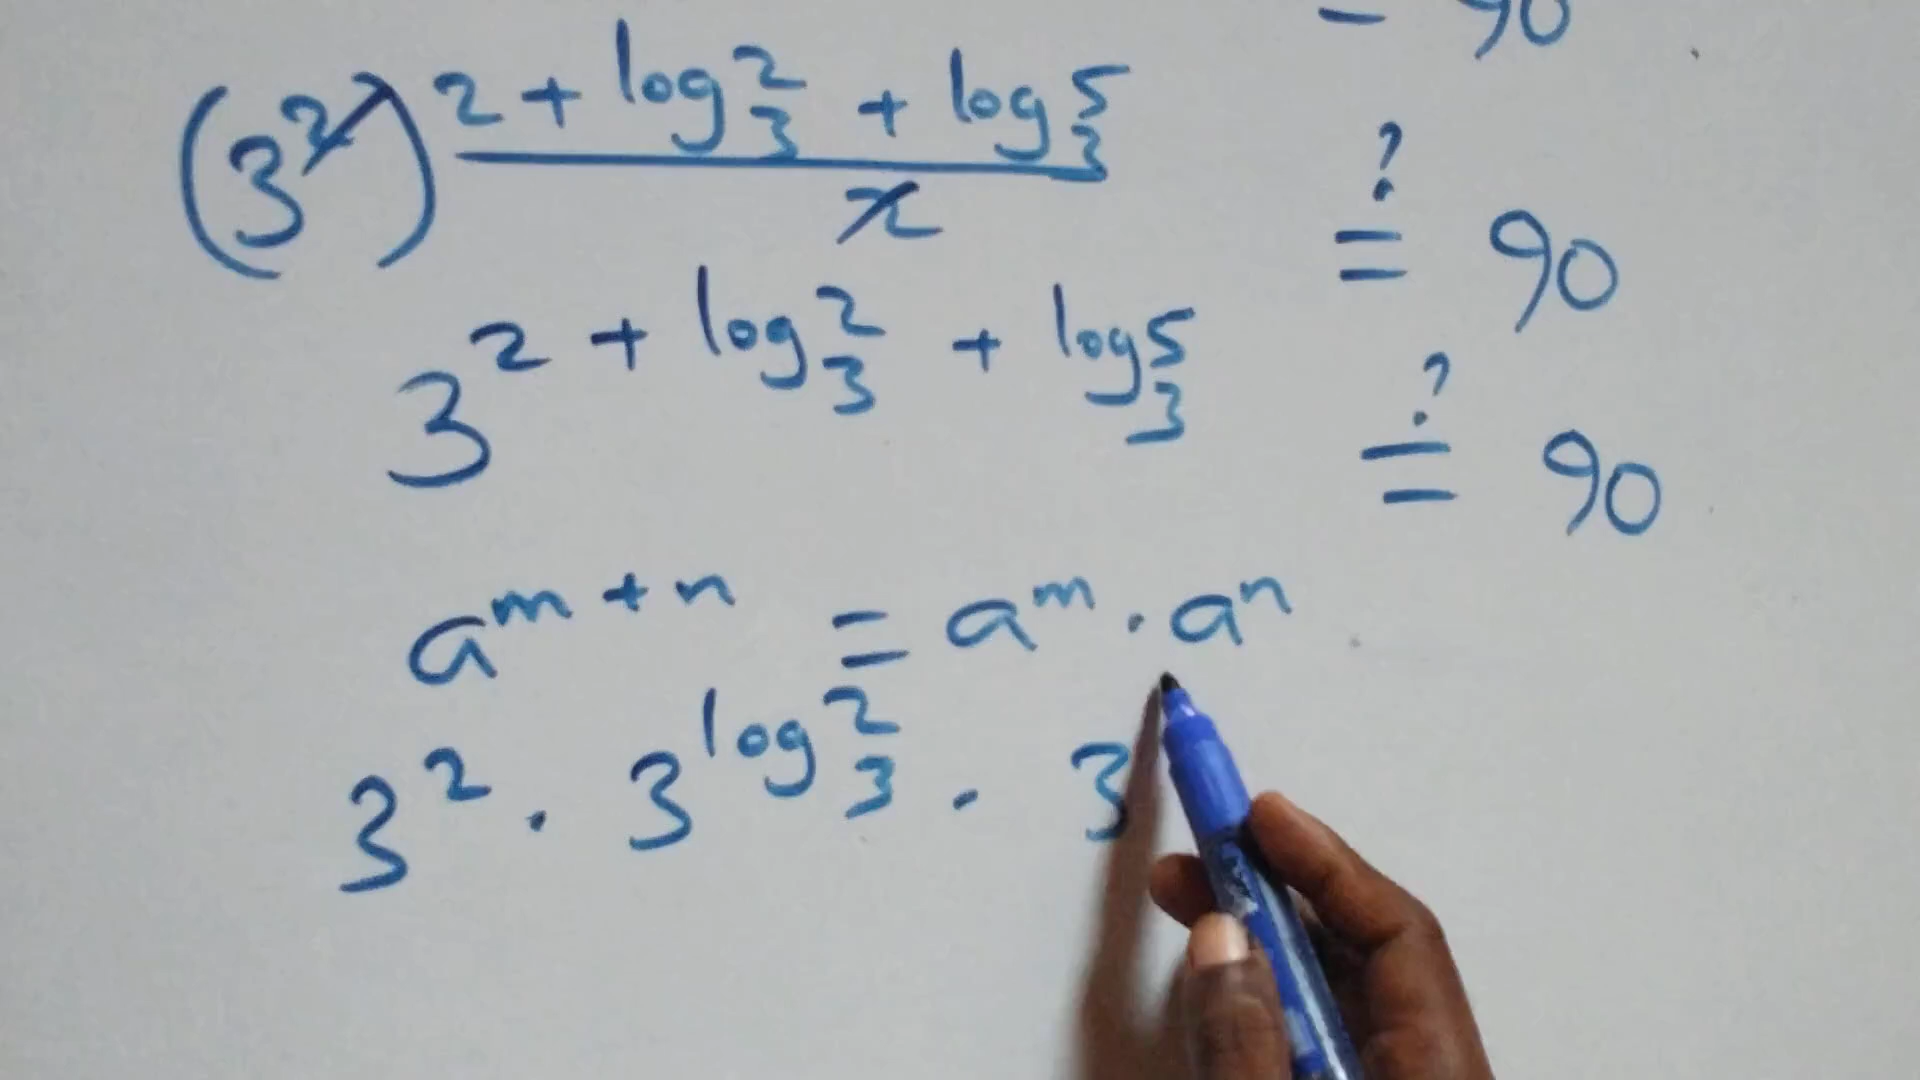 = 90
(3^2)^(2 + log_3 2 + log_3 5)/2 =? 90
3^(2 + log_3 2 + log_3 5) =? 90
a^(m + n) = a^m · a^n
3^2 · 3^(log_3 2) · 3